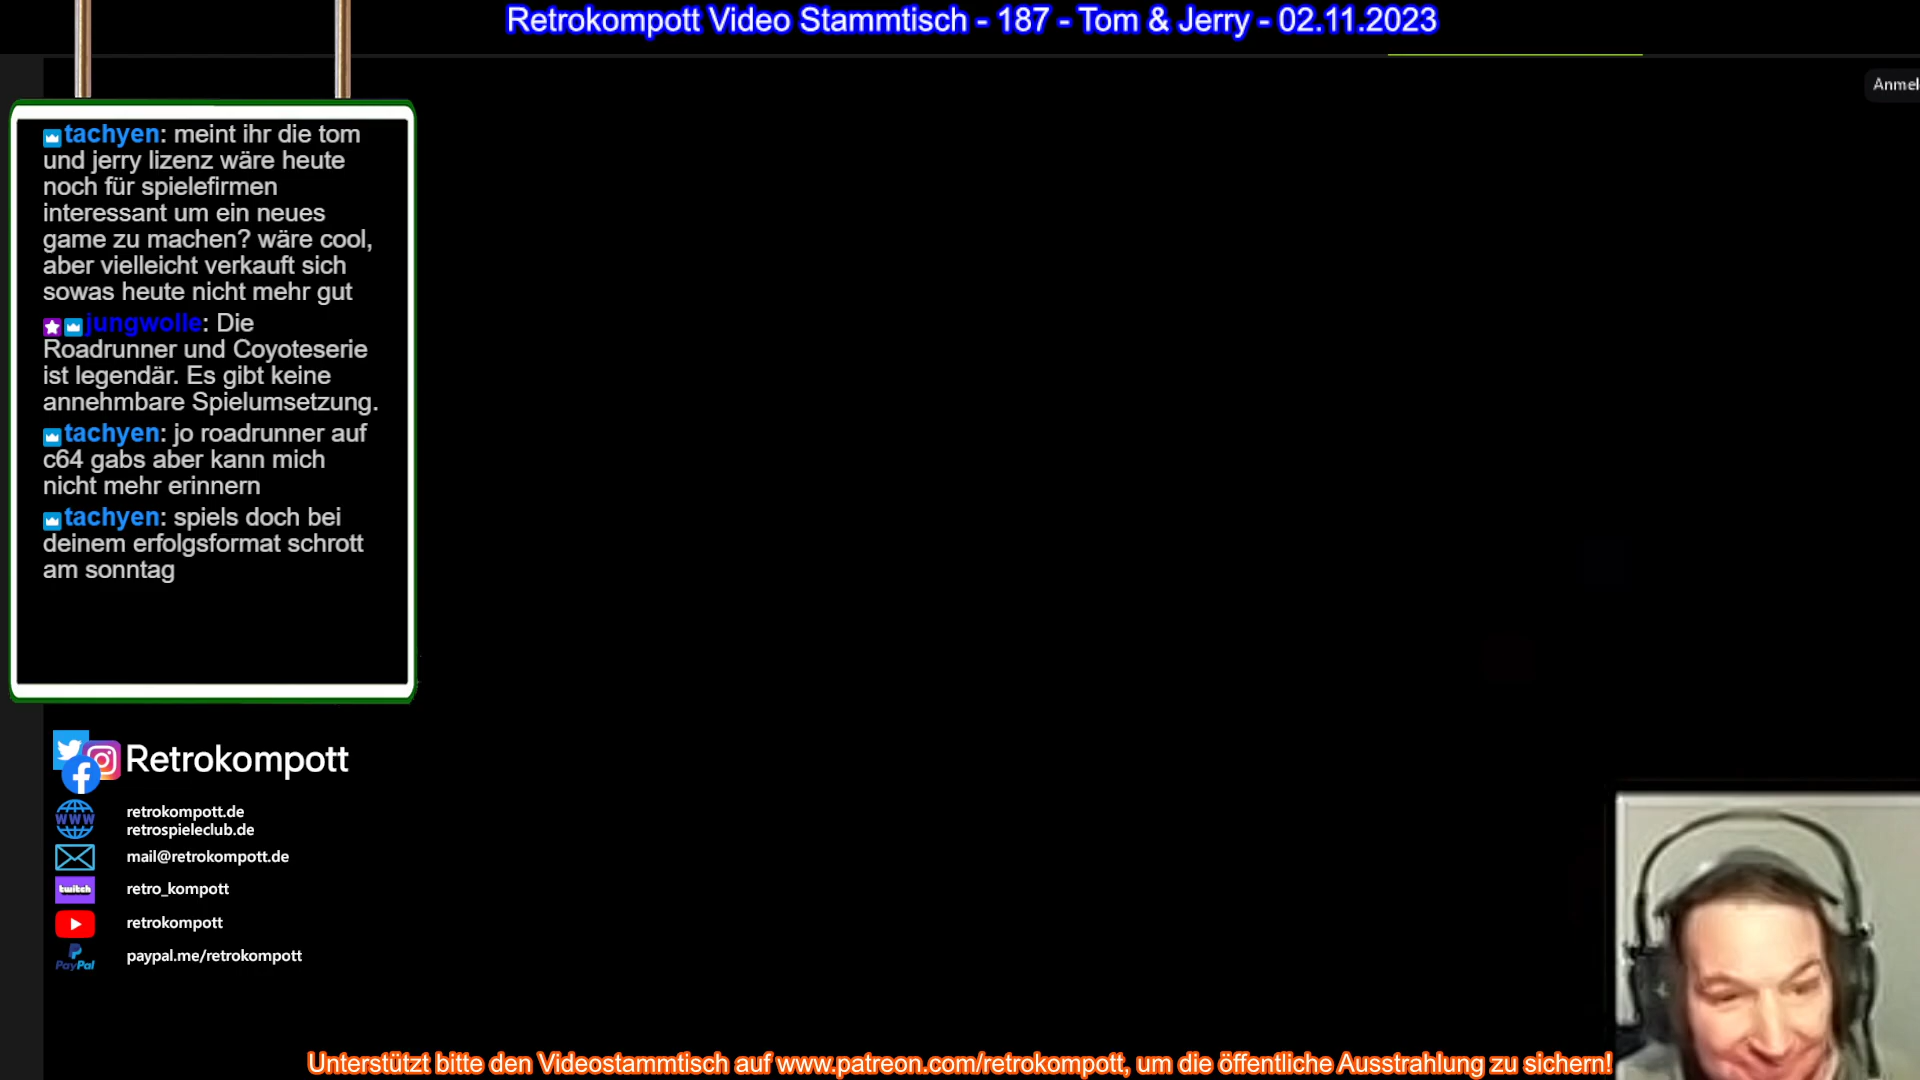 Retrokompott Video Stammtisch - 187 - Tom & Jerry - 02.11.2023
tachyen: meint ihr die tom
und jerry lizenz wäre heute
noch für spielefirmen
interessant um ein neues
game zu machen? wäre cool,
aber vielleicht verkauft sich
sowas heute nicht mehr gut
jungwolle: Die
Roadrunner und Coyoteserie
ist legendär. Es gibt keine
annehmbare Spielumsetzung.
tachyen: jo roadrunner auf
c64 gabs aber kann mich
nicht mehr erinnern
tachyen: spiels doch bei
deinem erfolgsformat schrott
am sonntag
Anmel
Retrokompott
www
retrokompott.de
retrospieleclub.de
mail@retrokompott.de
twitch
retro_kompott
retrokompott
PayPal
paypal.me/retrokompott
Unterstützt bitte den Videostammtisch auf www.patreon.com/retrokompott, um die öffentliche Ausstrahlung zu sichern!